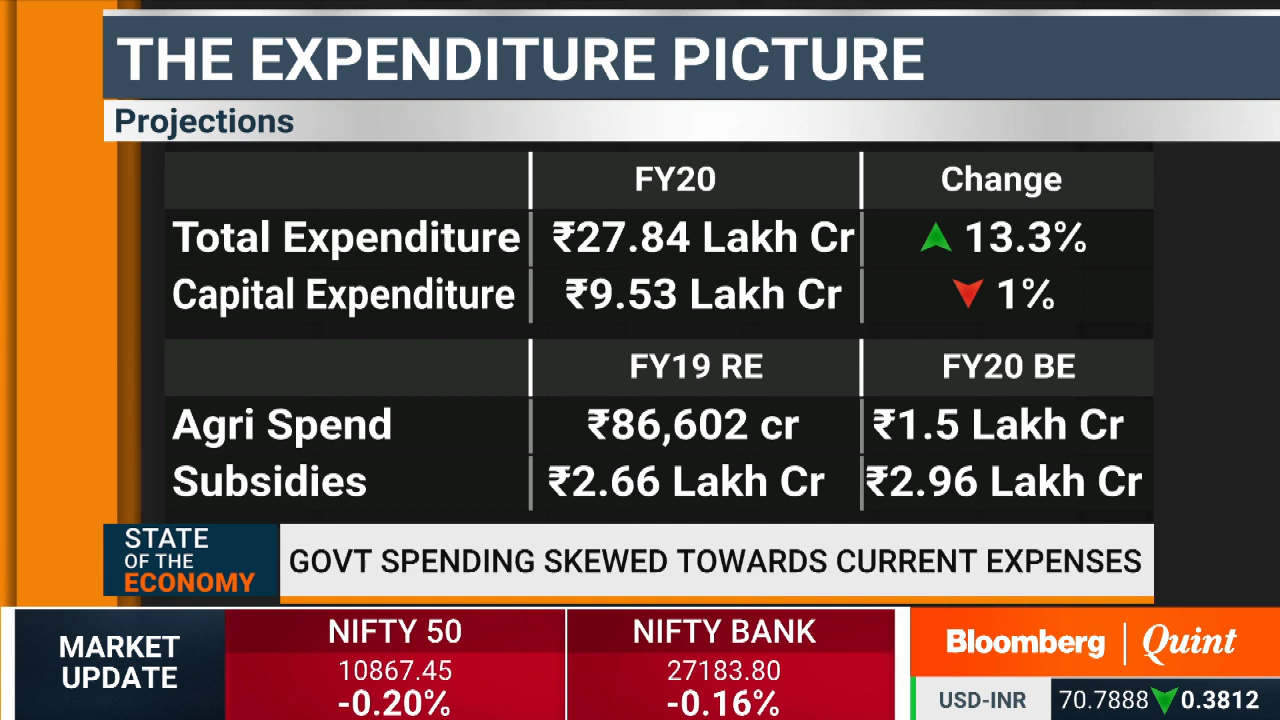 THE EXPENDITURE PICTURE
Projections
FY20 Change
Total Expenditure ₹27.84 Lakh Cr 13.3%
Capital Expenditure ₹9.53 Lakh Cr 1%
FY19 RE FY20 BE
Agri Spend ₹86,602 cr ₹1.5 Lakh Cr
Subsidies ₹2.66 Lakh Cr ₹2.96 Lakh Cr
STATE
OF THE
ECONOMY
GOVT SPENDING SKEWED TOWARDS CURRENT EXPENSES
MARKET
UPDATE
NIFTY 50
10867.45
-0.20%
NIFTY BANK
27183.80
-0.16%
Bloomberg | Quint
USD-INR 70.7888 0.3812